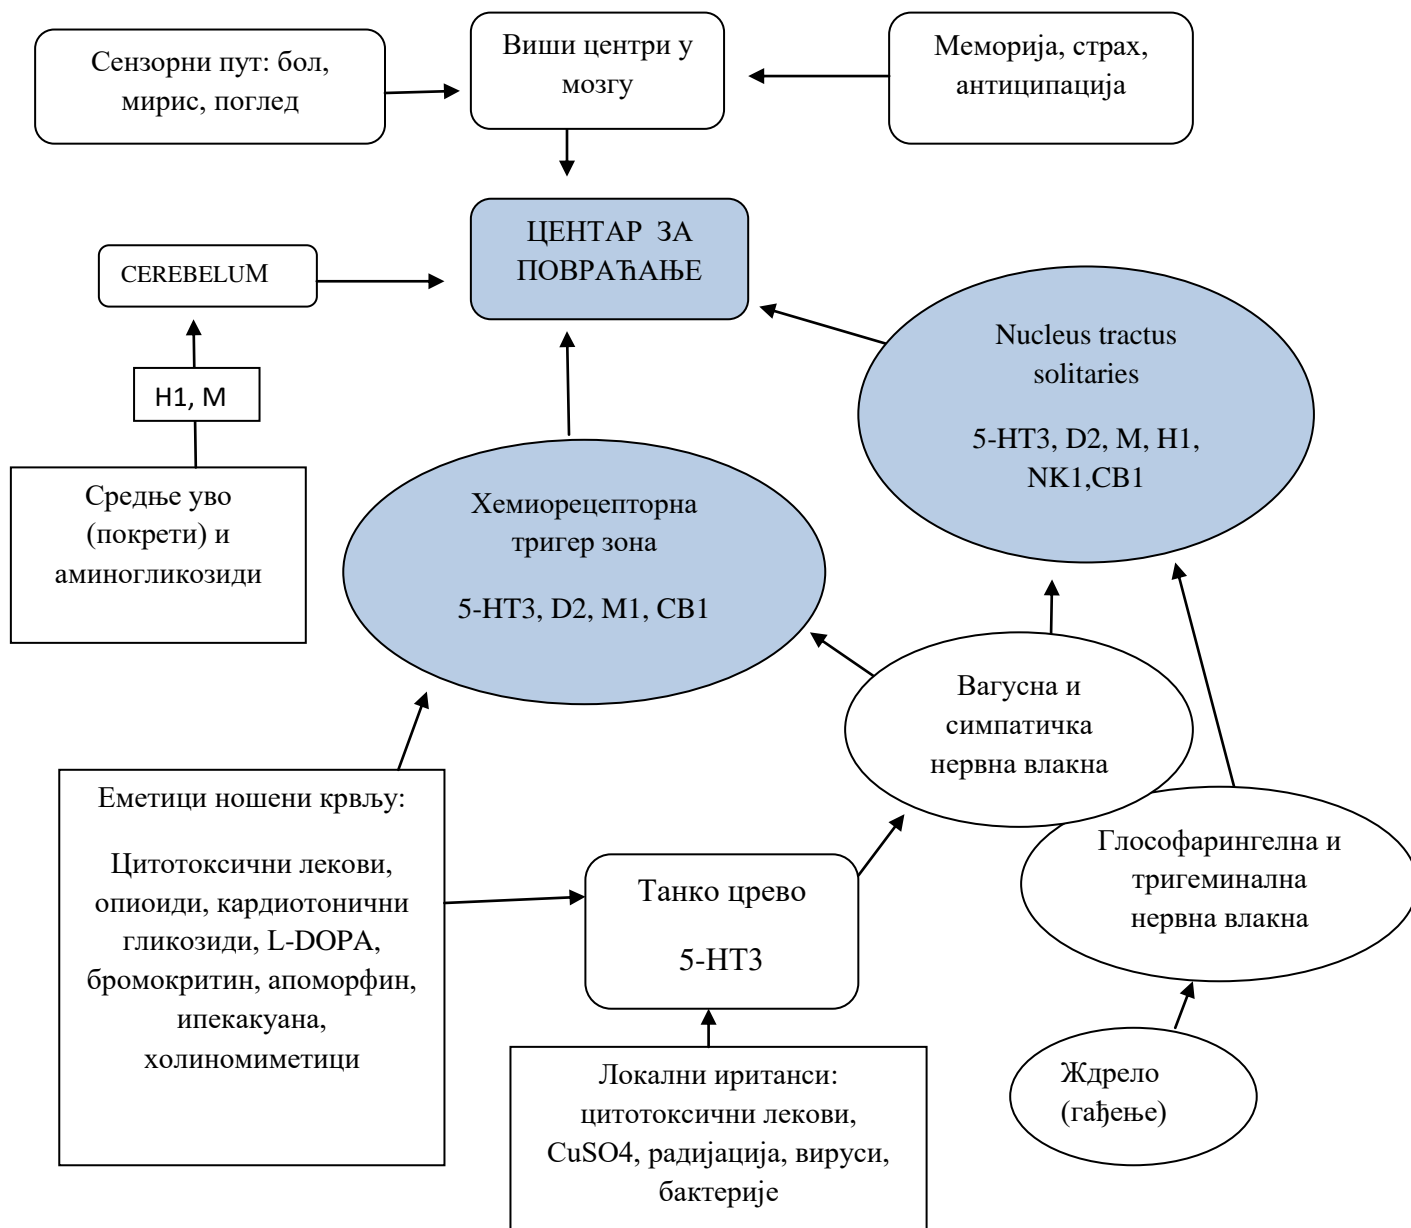 Сензорни пут: бол,
мирис, поглед
Виши центри у
мозгу
Меморија, страх,
антиципација
ЦЕНТАР ЗА
ПОВРАЋАЊЕ
CEREBELUM
Nucleus tractus
solitaries
5-HT3, D2, M, H1,
NK1,CB1
H1, M
Средње уво
(покрети) и
аминогликозиди
Хемиорецепторна
тригер зона
5-HT3, D2, M1, CB1
Вагусна и
симпатичка
нервна влакна
Еметици ношени крвљу:
Цитотоксични лекови,
опиоиди, кардиотонични
гликозиди, L-DOPA,
бромокритин, апоморфин,
ипекакуана,
холиномиметици
Танко црево
5-HT3
Глософарингелна и
тригеминална
нервна влакна
Локални иританси:
цитотоксични лекови,
CuSO4, радијација, вируси,
бактерије
Ждрело
(гађење)